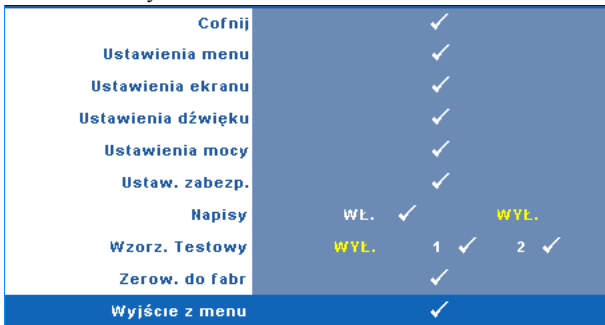 Cofnij ✓
Ustawienia menu ✓
Ustawienia ekranu ✓
Ustawienia dźwięku ✓
Ustawienia mocy ✓
Ustaw. zabezp. ✓
Napisy WŁ. ✓ WYŁ.
Wzorz. Testowy WYŁ. 1 ✓ 2 ✓
Zerow. do fabr ✓
Wyjście z menu ✓